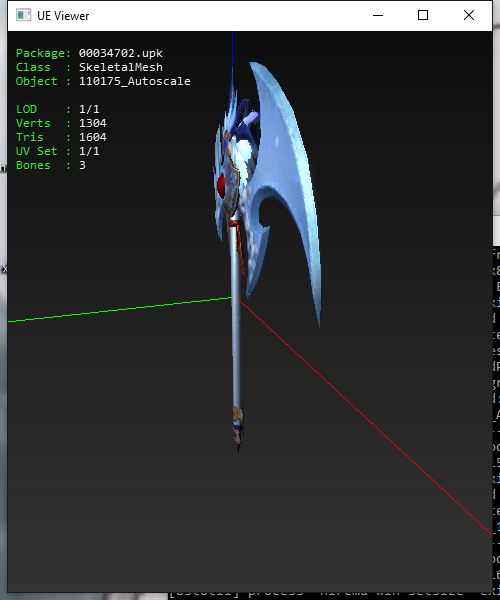 UE Viewer
Package: 00034702.upk
Class : SkeletalMesh
Object : 110175_Autoscale
LOD : 1/1
Verts : 1304
Tris : 1604
UV Set : 1/1
Bones : 3